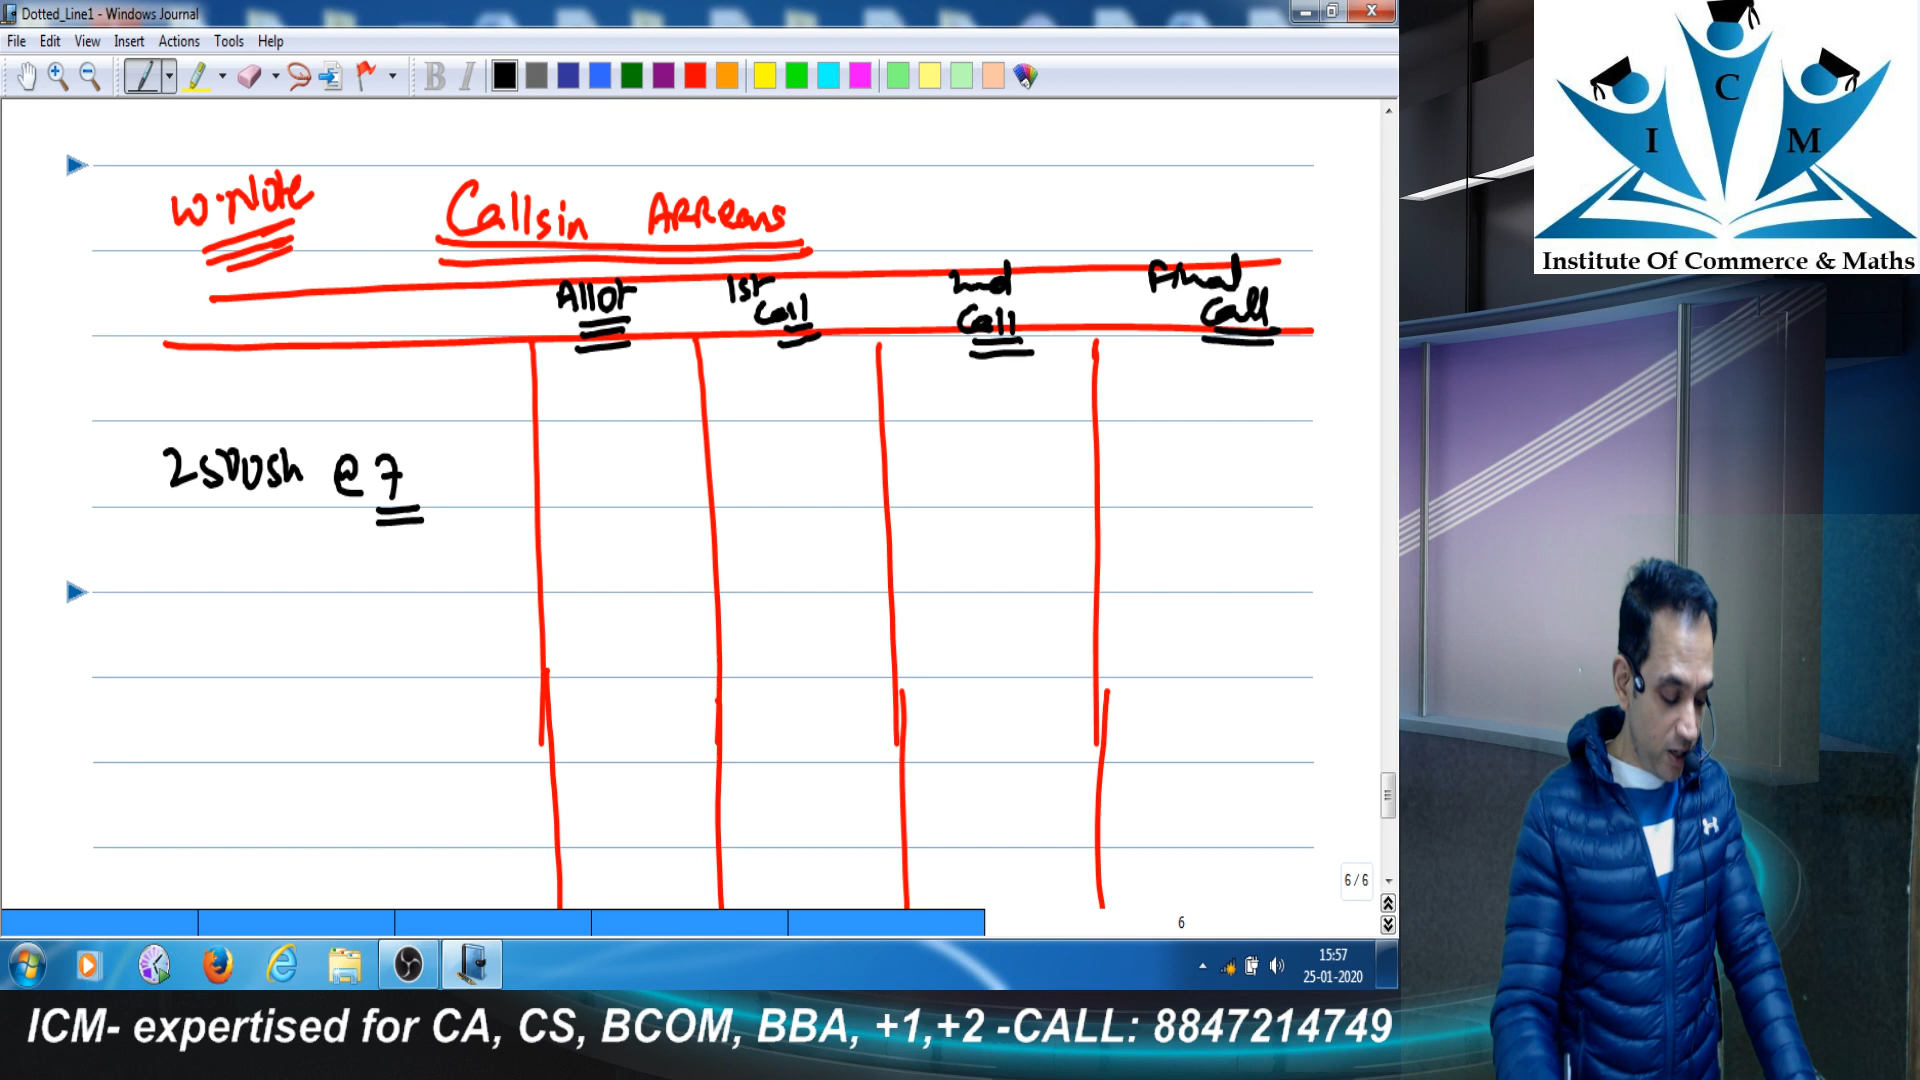 Dotted_Line1 - Windows Journal
File Edit View Insert Actions Tools Help
B I
W.Note
Callsin ARRears
Allot
1st
Call
2nd
Call
Final
Call
2500sh @ 7
6 / 6
6
15:57
25-01-2020
I C M
Institute Of Commerce & Maths
ICM- expertised for CA, CS, BCOM, BBA, +1,+2 -CALL: 8847214749